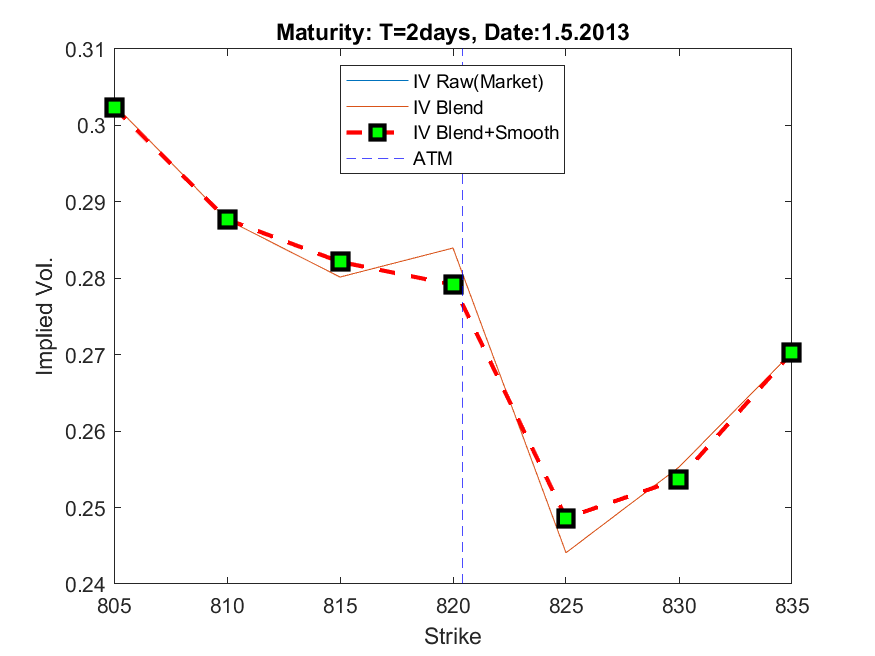 Maturity: T=2days, Date:1.5.2013
0.31
0.3
0.29
0.28
0.27
0.26
0.25
0.24
Implied Vol.
IV Raw(Market)
IV Blend
IV Blend+Smooth
ATM
805 810 815 820 825 830 835
Strike